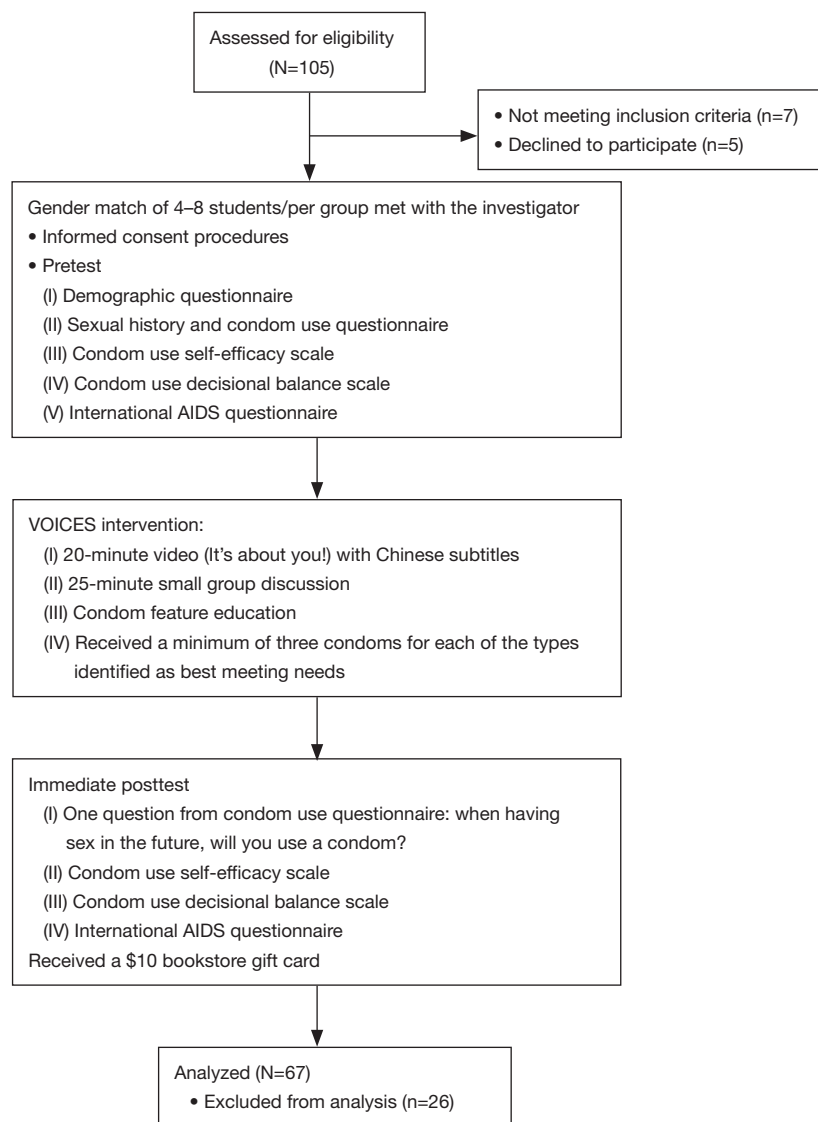 Assessed for eligibility
(N=105)
• Not meeting inclusion criteria (n=7)
• Declined to participate (n=5)
Gender match of 4–8 students/per group met with the investigator
• Informed consent procedures
• Pretest
(I) Demographic questionnaire
(II) Sexual history and condom use questionnaire
(III) Condom use self-efficacy scale
(IV) Condom use decisional balance scale
(V) International AIDS questionnaire
VOICES intervention:
(I) 20-minute video (It's about you!) with Chinese subtitles
(II) 25-minute small group discussion
(III) Condom feature education
(IV) Received a minimum of three condoms for each of the types
identified as best meeting needs
Immediate posttest
(I) One question from condom use questionnaire: when having
sex in the future, will you use a condom?
(II) Condom use self-efficacy scale
(III) Condom use decisional balance scale
(IV) International AIDS questionnaire
Received a $10 bookstore gift card
Analyzed (N=67)
• Excluded from analysis (n=26)